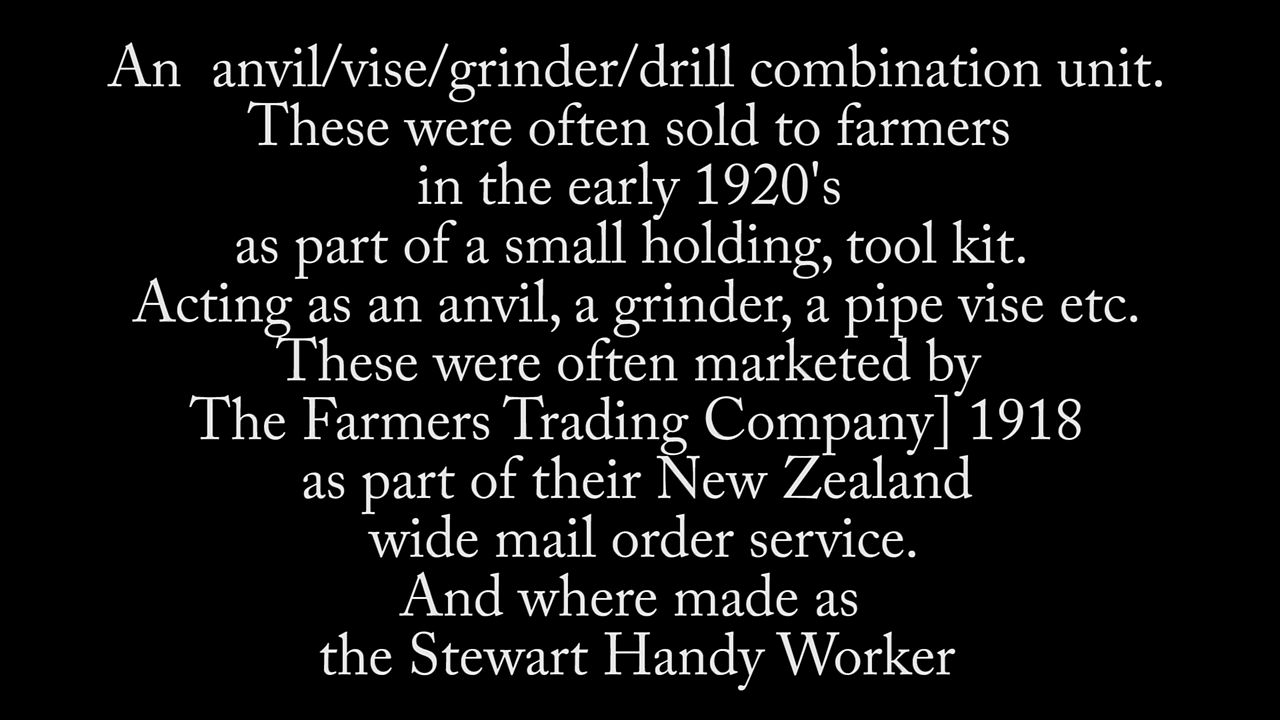 An  anvil/vise/grinder/drill combination unit.
These were often sold to farmers
in the early 1920's
as part of a small holding, tool kit.
Acting as an anvil, a grinder, a pipe vise etc.
These were often marketed by
The Farmers Trading Company] 1918
as part of their New Zealand
wide mail order service.
And where made as
the Stewart Handy Worker